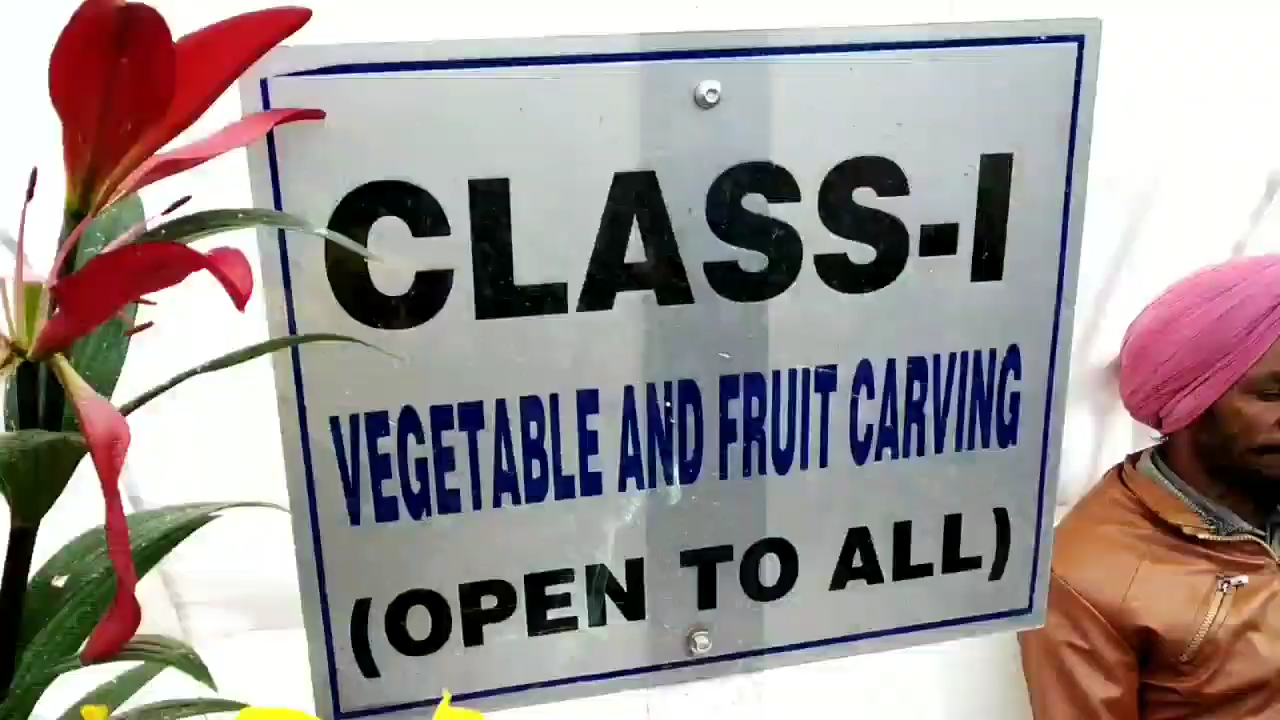 CLASS-I
VEGETABLE AND FRUIT CARVING
(OPEN TO ALL)